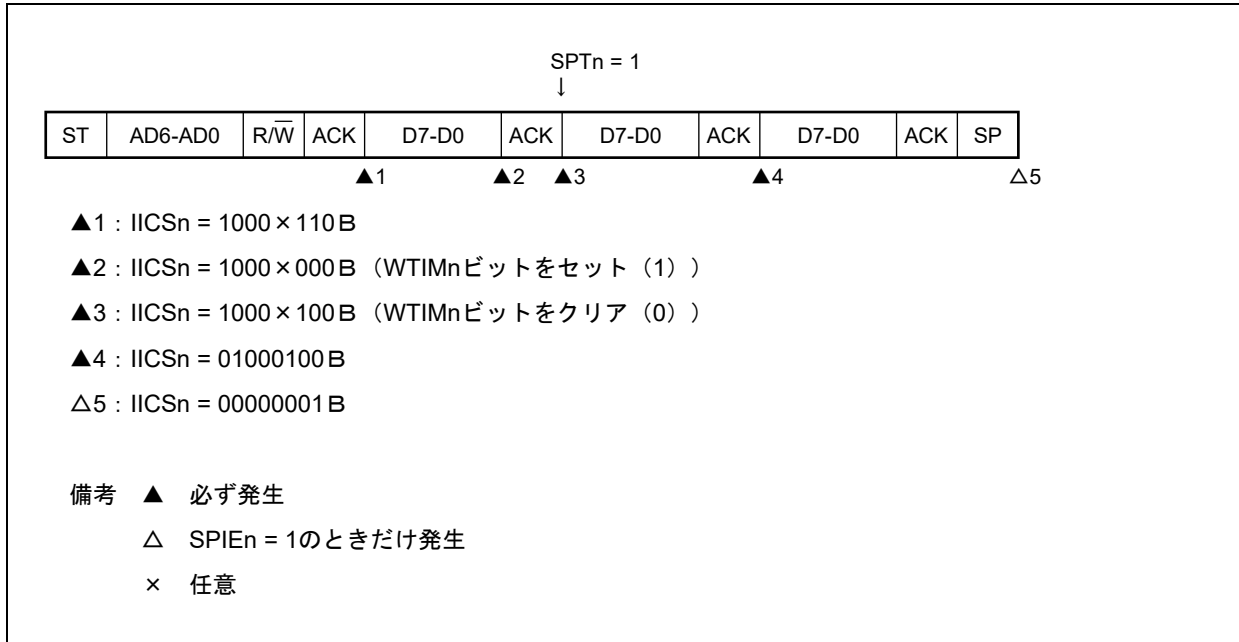 SPTn = 1
↓
ST AD6-AD0 R/W̅ ACK D7-D0 ACK D7-D0 ACK D7-D0 ACK SP
▲1 ▲2 ▲3 ▲4 △5
▲1：IICSn = 1000×110B
▲2：IICSn = 1000×000B（WTIMnビットをセット（1））
▲3：IICSn = 1000×100B（WTIMnビットをクリア（0））
▲4：IICSn = 01000100B
△5：IICSn = 00000001B
備考 ▲ 必ず発生
△ SPIEn = 1のときだけ発生
× 任意